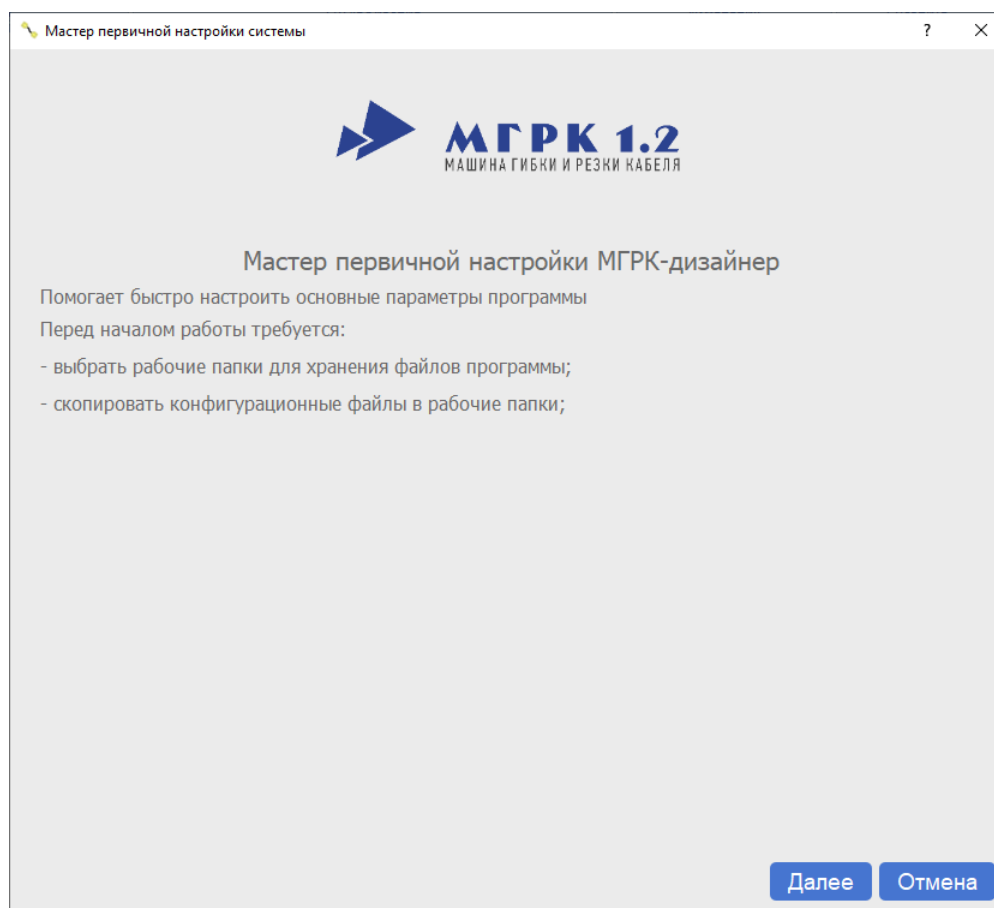 Мастер первичной настройки системы ?
МГРК 1.2
МАШИНА ГИБКИ И РЕЗКИ КАБЕЛЯ
Мастер первичной настройки МГРК-дизайнер
Помогает быстро настроить основные параметры программы
Перед началом работы требуется:
- выбрать рабочие папки для хранения файлов программы;
- скопировать конфигурационные файлы в рабочие папки;
Далее Отмена